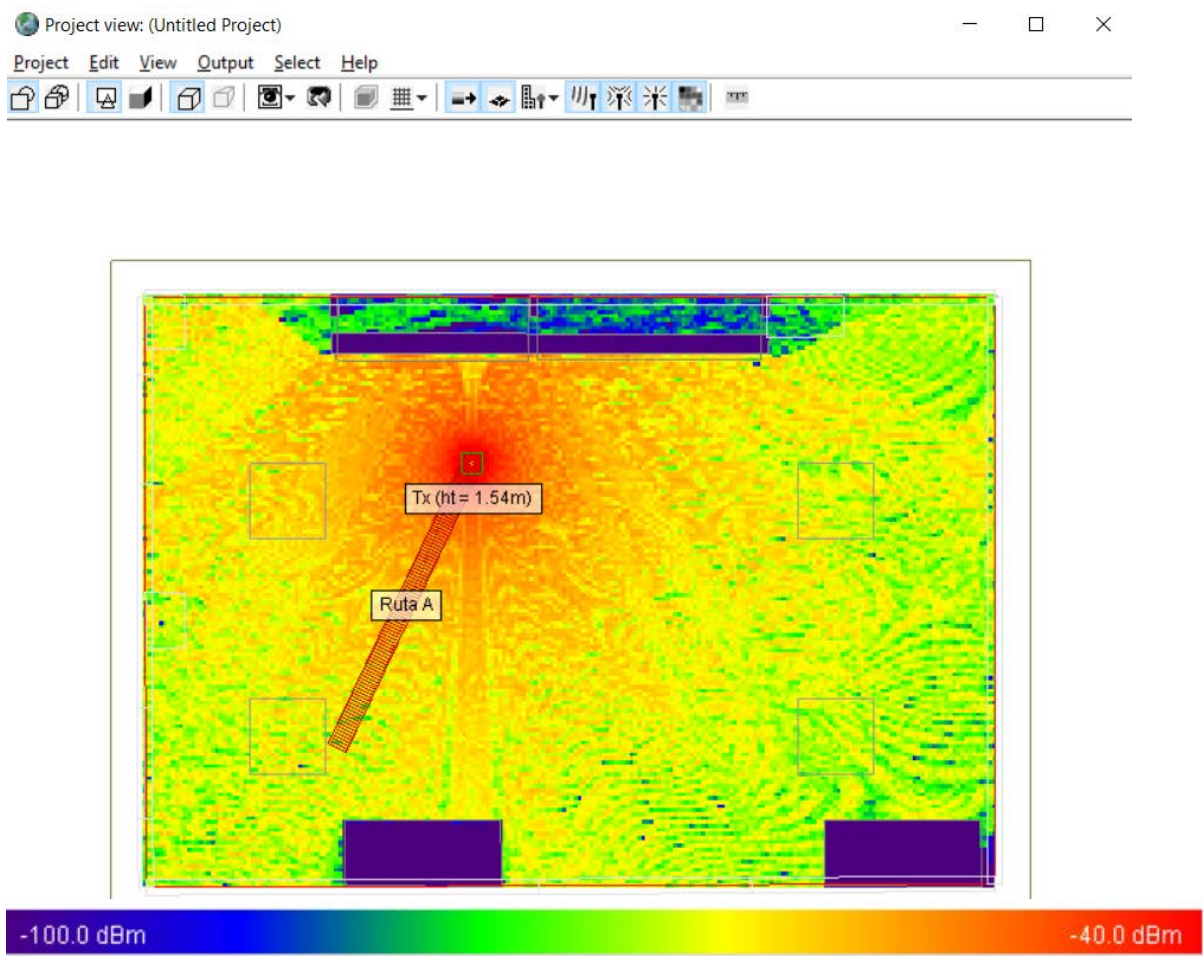 Project view: (Untitled Project)
Project Edit View Output Select Help
Tx (ht = 1.54m)
Ruta A
-100.0 dBm -40.0 dBm